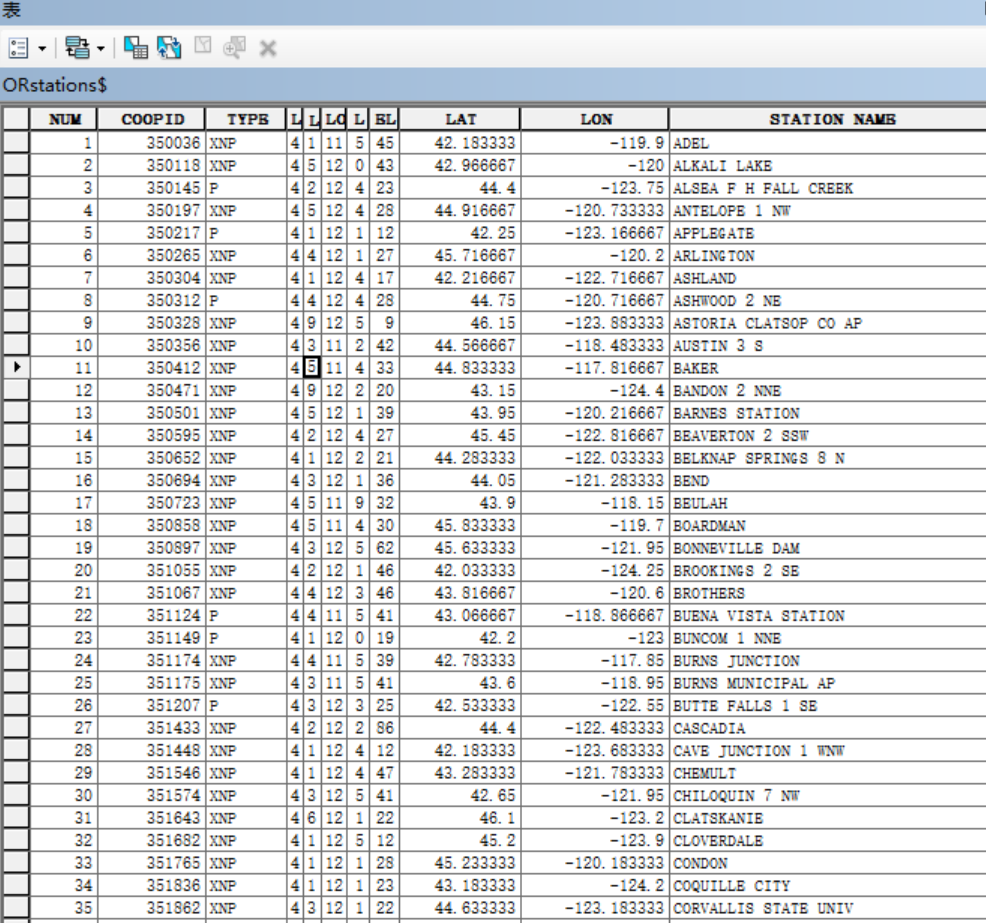 表
ORstations$
NUM COOPID TYPE L L LO L EL LAT LON STATION NAME
1 350036 XNP 4 1 11 5 45 42.183333 -119.9 ADEL
2 350118 XNP 4 5 12 0 43 42.966667 -120 ALKALI LAKE
3 350145 P 4 2 12 4 23 44.4 -123.75 ALSEA F H FALL CREEK
4 350197 XNP 4 5 12 4 28 44.916667 -120.733333 ANTELOPE 1 NW
5 350217 P 4 1 12 1 12 42.25 -123.166667 APPLEGATE
6 350265 XNP 4 4 12 1 27 45.716667 -120.2 ARLINGTON
7 350304 XNP 4 1 12 4 17 42.216667 -122.716667 ASHLAND
8 350312 P 4 4 12 4 28 44.75 -120.716667 ASHWOOD 2 NE
9 350328 XNP 4 9 12 5 9 46.15 -123.883333 ASTORIA CLATSOP CO AP
10 350356 XNP 4 3 11 2 42 44.566667 -118.483333 AUSTIN 3 S
11 350412 XNP 4 5 11 4 33 44.833333 -117.816667 BAKER
12 350471 XNP 4 9 12 2 20 43.15 -124.4 BANDON 2 NNE
13 350501 XNP 4 5 12 1 39 43.95 -120.216667 BARNES STATION
14 350595 XNP 4 2 12 4 27 45.45 -122.816667 BEAVERTON 2 SSW
15 350652 XNP 4 1 12 2 21 44.283333 -122.033333 BELKNAP SPRINGS 8 N
16 350694 XNP 4 3 12 1 36 44.05 -121.283333 BEND
17 350723 XNP 4 5 11 9 32 43.9 -118.15 BEULAH
18 350858 XNP 4 5 11 4 30 45.833333 -119.7 BOARDMAN
19 350897 XNP 4 3 12 5 62 45.633333 -121.95 BONNEVILLE DAM
20 351055 XNP 4 2 12 1 46 42.033333 -124.25 BROOKINGS 2 SE
21 351067 XNP 4 4 12 3 46 43.816667 -120.6 BROTHERS
22 351124 P 4 4 11 5 41 43.066667 -118.866667 BUENA VISTA STATION
23 351149 P 4 1 12 0 19 42.2 -123 BUNCOM 1 NNE
24 351174 XNP 4 4 11 5 39 42.783333 -117.85 BURNS JUNCTION
25 351175 XNP 4 3 11 5 41 43.6 -118.95 BURNS MUNICIPAL AP
26 351207 P 4 3 12 3 25 42.533333 -122.55 BUTTE FALLS 1 SE
27 351433 XNP 4 2 12 2 86 44.4 -122.483333 CASCADIA
28 351448 XNP 4 1 12 4 12 42.183333 -123.683333 CAVE JUNCTION 1 WNW
29 351546 XNP 4 1 12 4 47 43.283333 -121.783333 CHEMULT
30 351574 XNP 4 3 12 5 41 42.65 -121.95 CHILOQUIN 7 NW
31 351643 XNP 4 6 12 1 22 46.1 -123.2 CLATSKANIE
32 351682 XNP 4 1 12 5 12 45.2 -123.9 CLOVERDALE
33 351765 XNP 4 1 12 1 28 45.233333 -120.183333 CONDON
34 351836 XNP 4 1 12 1 23 43.183333 -124.2 COQUILLE CITY
35 351862 XNP 4 3 12 1 22 44.633333 -123.183333 CORVALLIS STATE UNIV